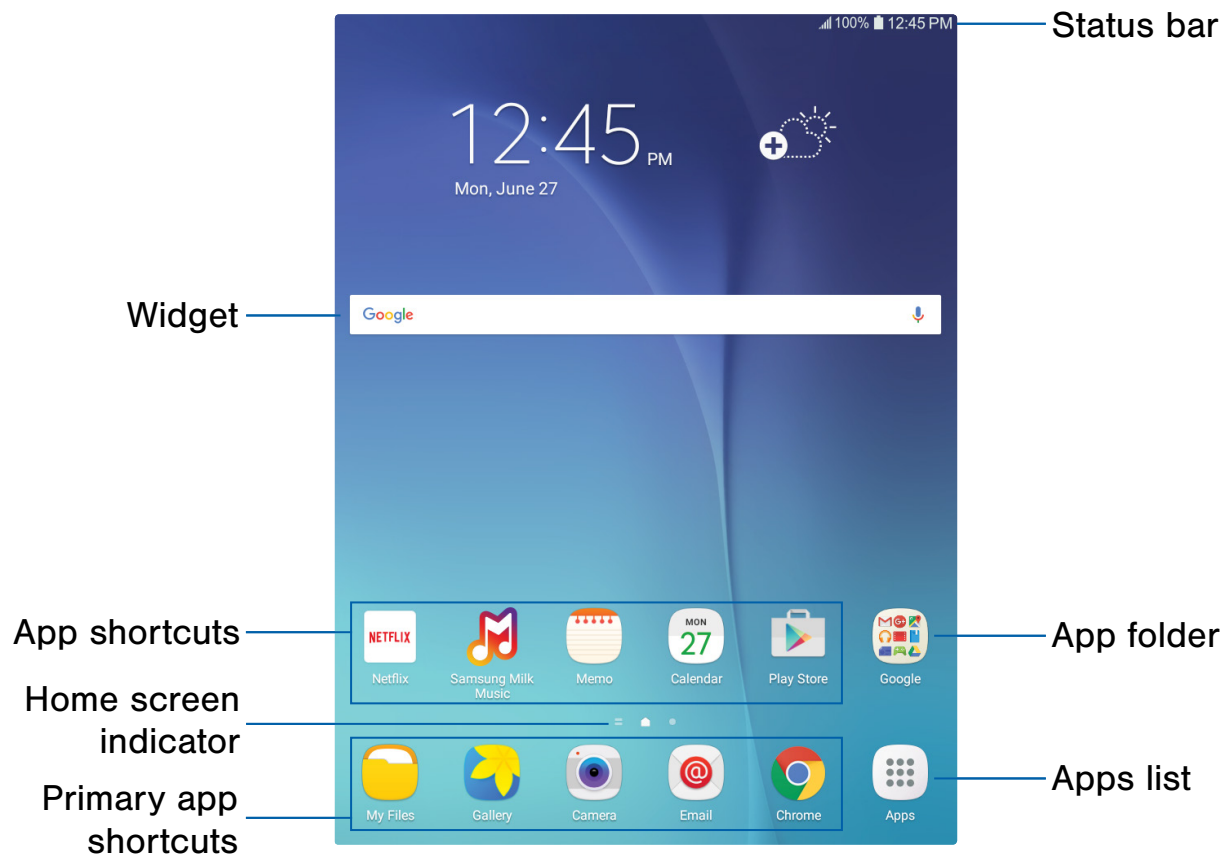 100% 12:45 PM
Status bar
12:45 PM
Mon, June 27
Widget
Google
App shortcuts
NETFLIX
MON
27
G+
App folder
Netflix
Samsung Milk
Music
Memo
Calendar
Play Store
Google
Home screen
indicator
@
Apps list
Primary app
shortcuts
My Files
Gallery
Camera
Email
Chrome
Apps